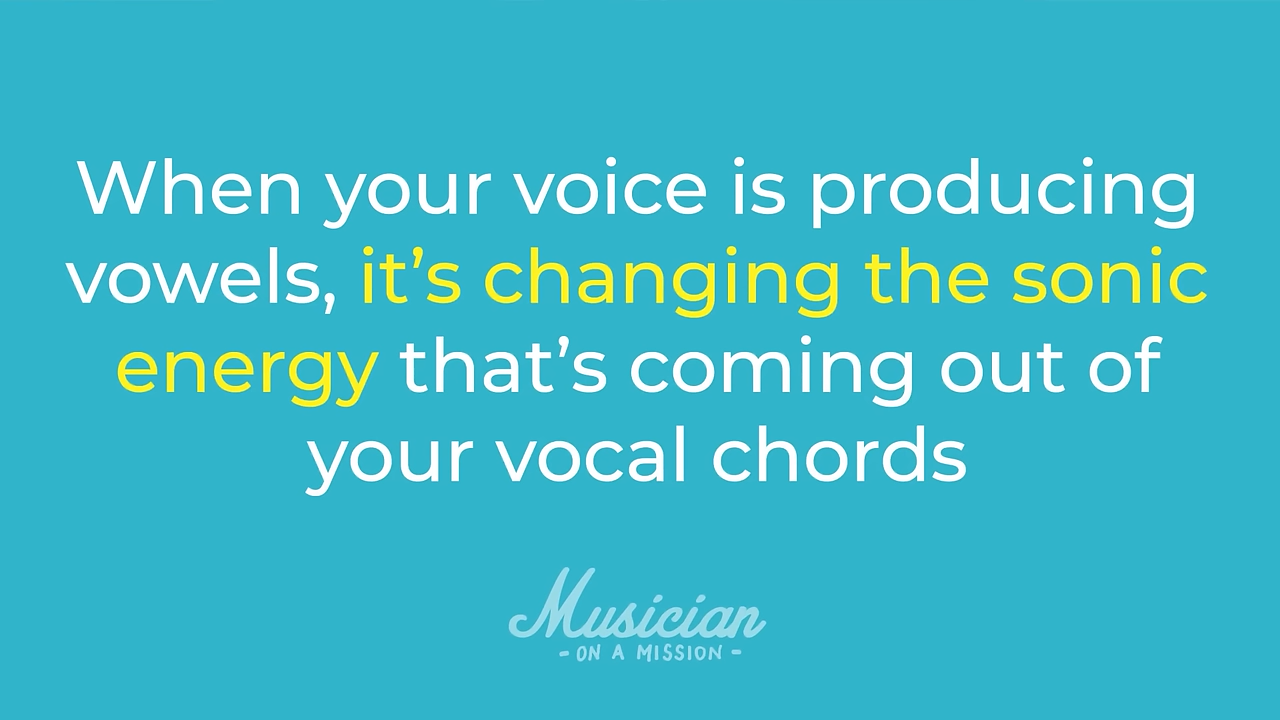 When your voice is producing
vowels, it’s changing the sonic
energy that’s coming out of
your vocal chords
Musician
- ON A MISSION -